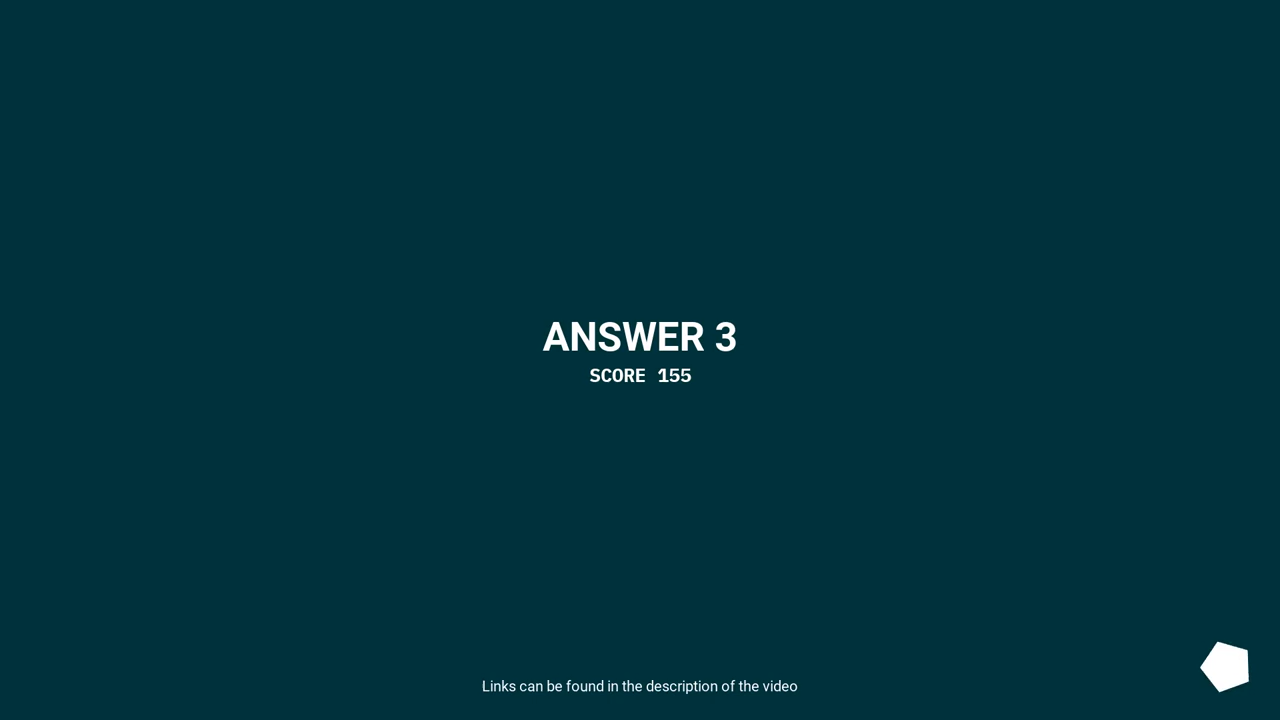 ANSWER 3
SCORE 155
Links can be found in the description of the video